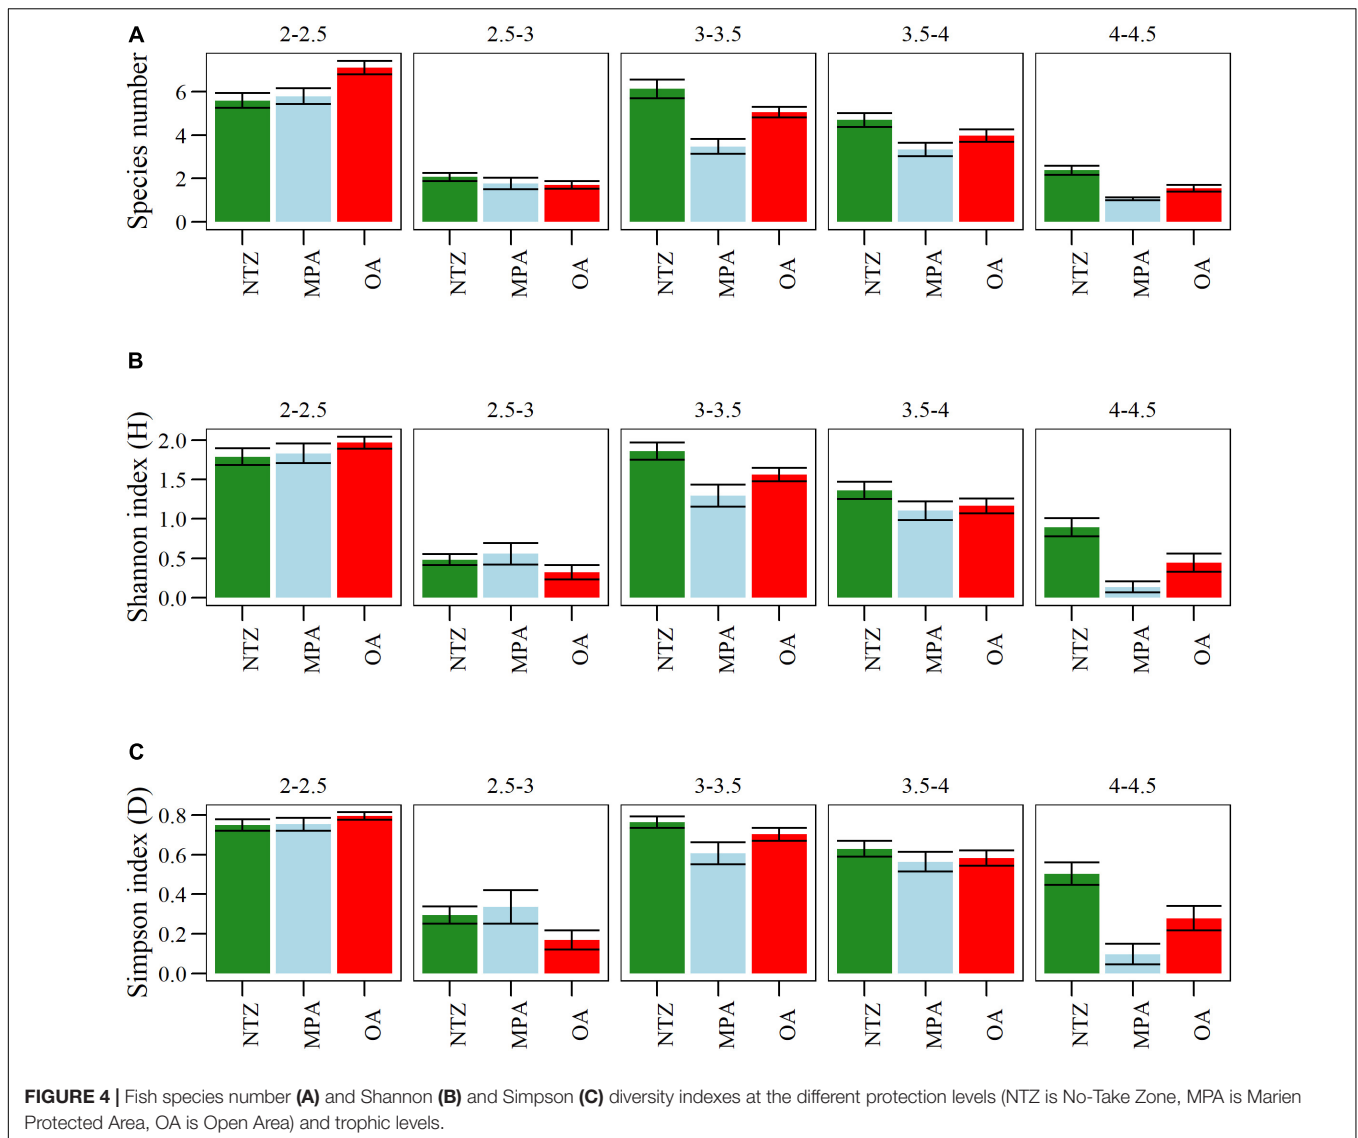 A
2-2.5 2.5-3 3-3.5 3.5-4 4-4.5
Species number
6
4
2
0
NTZ MPA OA NTZ MPA OA NTZ MPA OA NTZ MPA OA NTZ MPA OA
B
2-2.5 2.5-3 3-3.5 3.5-4 4-4.5
Shannon index (H)
2.0
1.5
1.0
0.5
0.0
NTZ MPA OA NTZ MPA OA NTZ MPA OA NTZ MPA OA NTZ MPA OA
C
2-2.5 2.5-3 3-3.5 3.5-4 4-4.5
Simpson index (D)
0.8
0.6
0.4
0.2
0.0
NTZ MPA OA NTZ MPA OA NTZ MPA OA NTZ MPA OA NTZ MPA OA
FIGURE 4 | Fish species number (A) and Shannon (B) and Simpson (C) diversity indexes at the different protection levels (NTZ is No-Take Zone, MPA is Marien
Protected Area, OA is Open Area) and trophic levels.